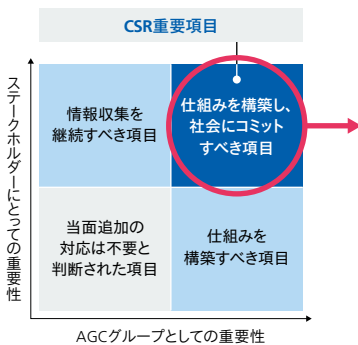 CSR重要項目
ステークホルダーにとっての重要性
情報収集を
継続すべき項目
仕組みを構築し、
社会にコミット
すべき項目
当面追加の
対応は不要と
判断された項目
仕組みを
構築すべき項目
AGCグループとしての重要性